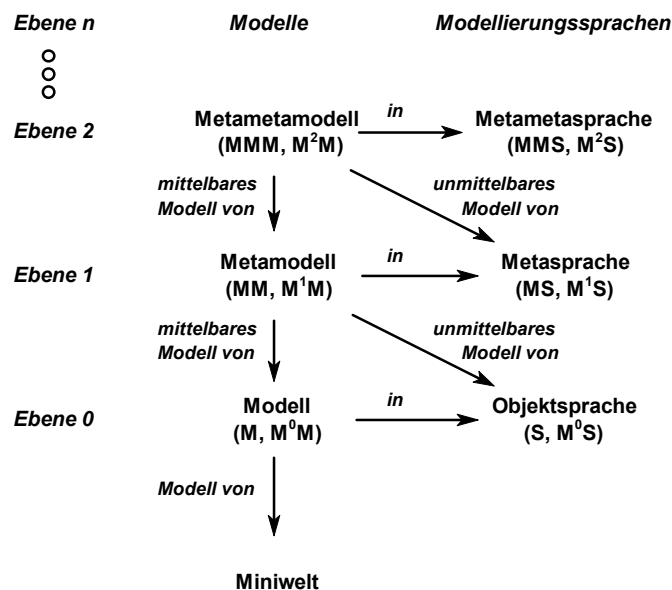 Ebene n Modelle Modellierungssprachen
Metametamodell in Metametasprache
Ebene 2 (MMM, M²M) (MMS, M²S)
mittelbares unmittelbares
Modell von Modell von
Metamodell in Metasprache
Ebene 1 (MM, M¹M) (MS, M¹S)
mittelbares unmittelbares
Modell von Modell von
Modell in Objektsprache
Ebene 0 (M, M⁰M) (S, M⁰S)
Modell von
Miniwelt